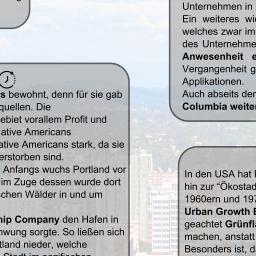 s bewohnt, denn für sie gab
quellen. Die
ebiet vorallem Profit und
ative Americans
ative Americans stark, da sie
erstorben sind.
Anfangs wuchs Portland vor
im Zuge dessen wurde dort
schen Wälder in und um
hip Company den Hafen in
hwung sorgte. So ließen sich
tland nieder, welche
Unternehmen in
Ein weiteres wi
welches zwar im
des Unternehme
Anwesenheit e
Vergangenheit g
Applikationen.
Auch abseits der
Columbia weiter
In den USA hat P
hin zur "Ökostad
1960ern und 197
Urban Growth B
geachtet Grünfl
machen, anstatt
Besonders ist, da